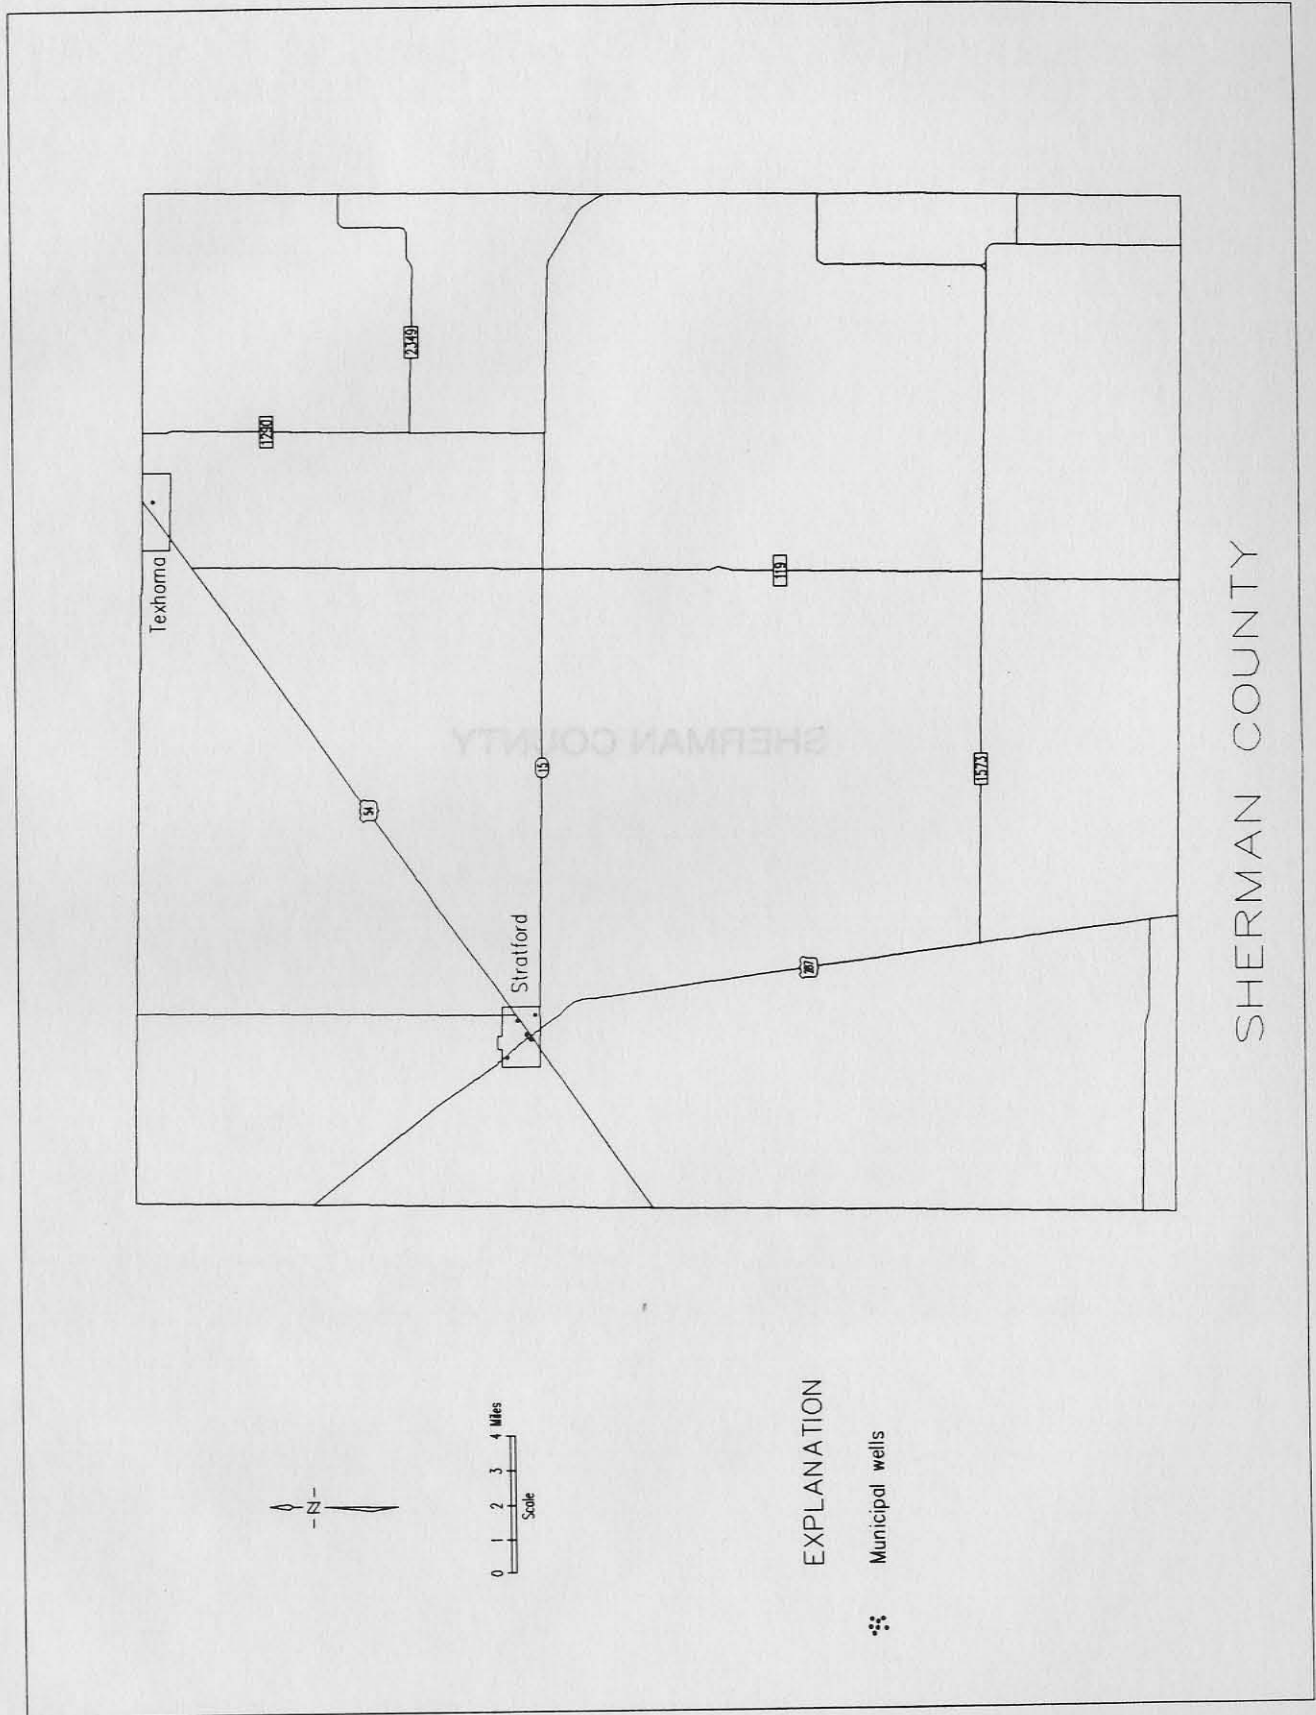 Texhoma
1290
2349
54
Stratford
15
119
287
1573
N
0 1 2 3 4 Miles
Scale
EXPLANATION
Municipal wells
SHERMAN COUNTY
SHERMAN COUNTY